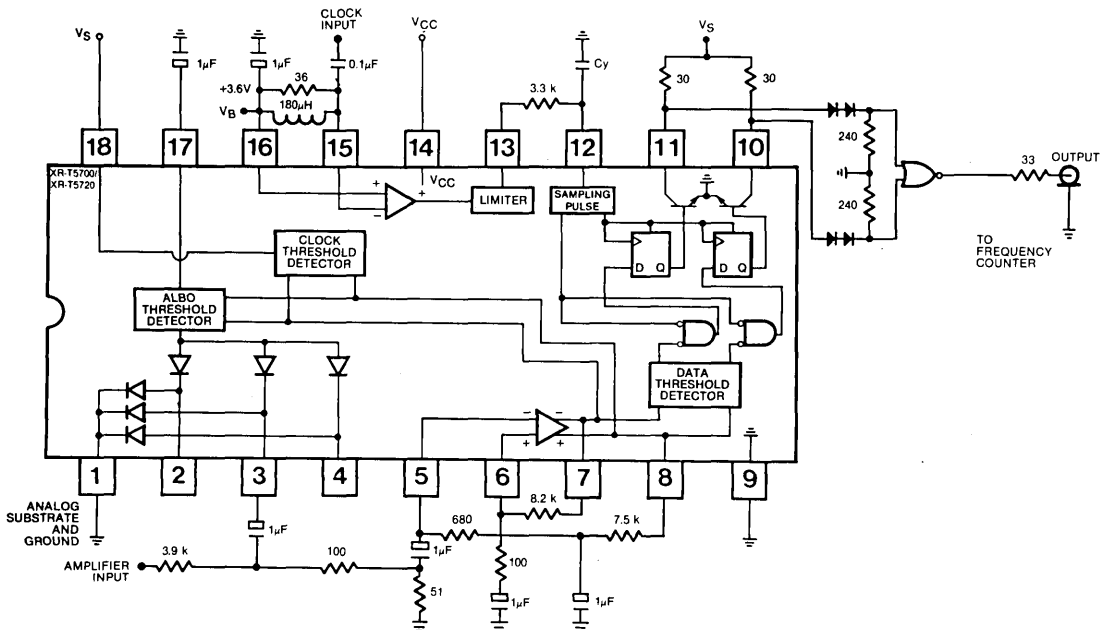 CLOCK
INPUT
VS
VCC
VS
1µF
1µF
36
0.1µF
Cy
3.3 k
30
30
+3.6V
VB
180µH
240
240
33
OUTPUT
TO
FREQUENCY
COUNTER
18
17
16
15
14
13
12
11
10
XR-T5700/
XR-T5720
+
−
+
VCC
LIMITER
SAMPLING
PULSE
CLOCK
THRESHOLD
DETECTOR
D Q
D Q
ALBO
THRESHOLD
DETECTOR
DATA
THRESHOLD
DETECTOR
− −
+ +
1
2
3
4
5
6
7
8
9
ANALOG
SUBSTRATE
AND
GROUND
AMPLIFIER
INPUT
3.9 k
1µF
100
680
1µF
51
8.2 k
100
1µF
7.5 k
1µF